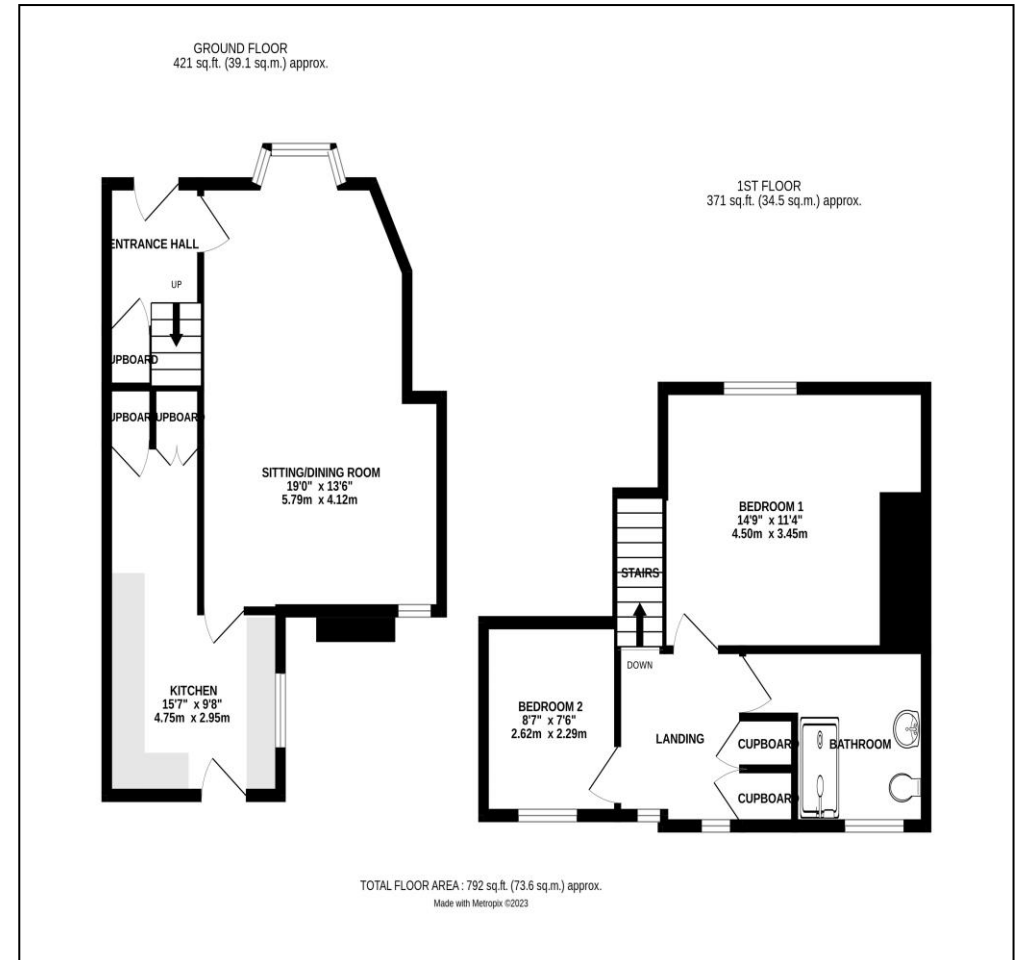 GROUND FLOOR
421 sq.ft. (39.1 sq.m.) approx.
1ST FLOOR
371 sq.ft. (34.5 sq.m.) approx.
ENTRANCE HALL
UP
UPBOARD
UPBOAR UPBOARD
SITTING/DINING ROOM
19'0" x 13'6"
5.79m x 4.12m
KITCHEN
15'7" x 9'8"
4.75m x 2.95m
BEDROOM 1
14'9" x 11'4"
4.50m x 3.45m
STAIRS
DOWN
BEDROOM 2
8'7" x 7'6"
2.62m x 2.29m
LANDING
CUPBOARD
BATHROOM
CUPBOARD
TOTAL FLOOR AREA : 792 sq.ft. (73.6 sq.m.) approx.
Made with Metropix ©2023